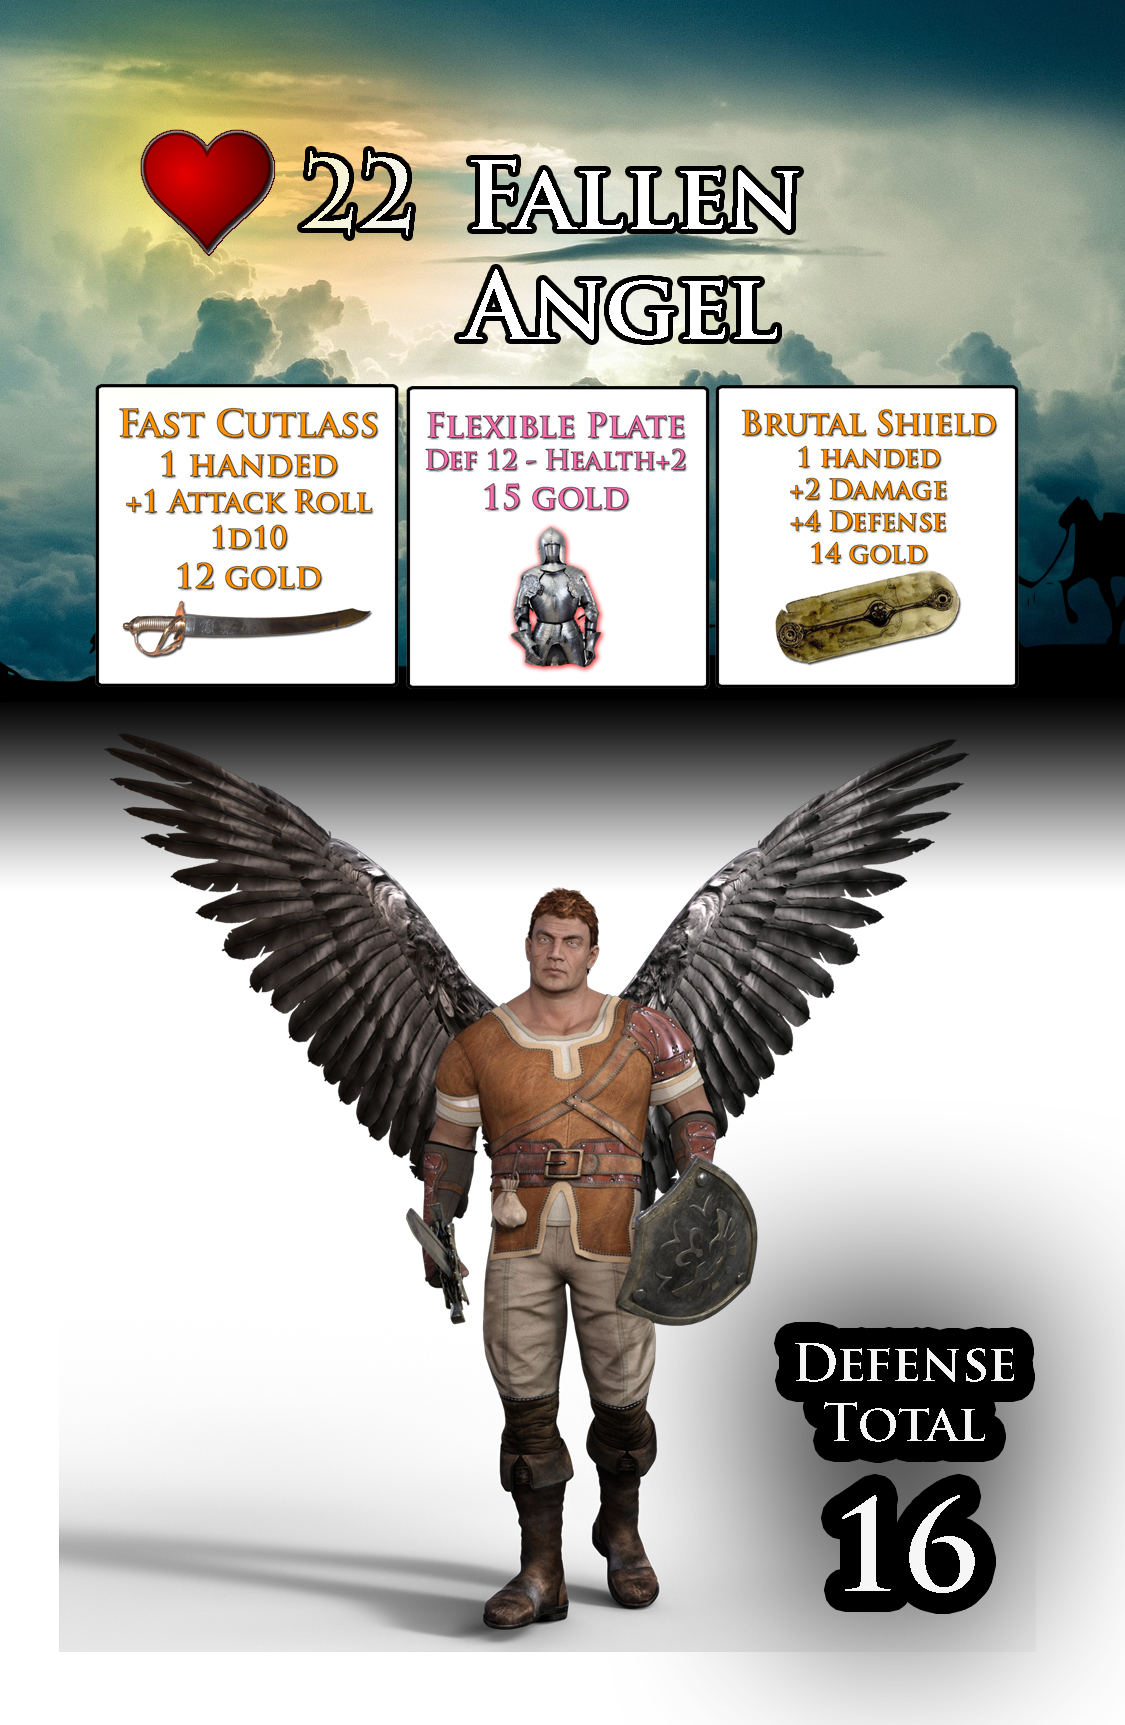 22 Fallen
Angel
Fast Cutlass
1 handed
+1 Attack Roll
1d10
12 gold
Flexible Plate
Def 12 - Health+2
15 gold
Brutal Shield
1 handed
+2 Damage
+4 Defense
14 gold
Defense
Total
16